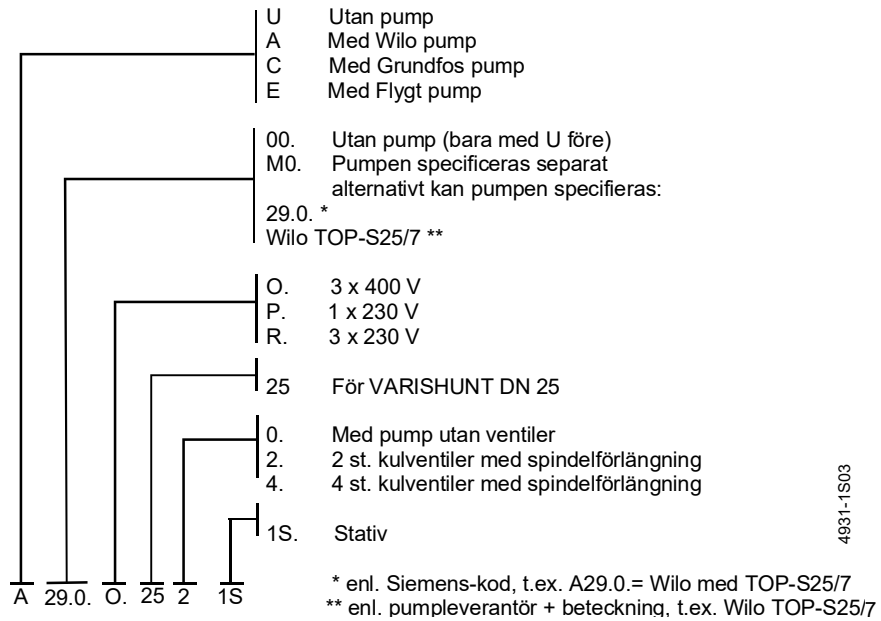 U Utan pump
A Med Wilo pump
C Med Grundfos pump
E Med Flygt pump
00. Utan pump (bara med U före)
M0. Pumpen specificeras separat
alternativt kan pumpen specifieras:
29.0. *
Wilo TOP-S25/7 **
O. 3 x 400 V
P. 1 x 230 V
R. 3 x 230 V
25 För VARISHUNT DN 25
0. Med pump utan ventiler
2. 2 st. kulventiler med spindelförlängning
4. 4 st. kulventiler med spindelförlängning
1S. Stativ
4931-1S03
A 29.0. O. 25 2 1S
* enl. Siemens-kod, t.ex. A29.0.= Wilo med TOP-S25/7
** enl. pumpleverantör + beteckning, t.ex. Wilo TOP-S25/7